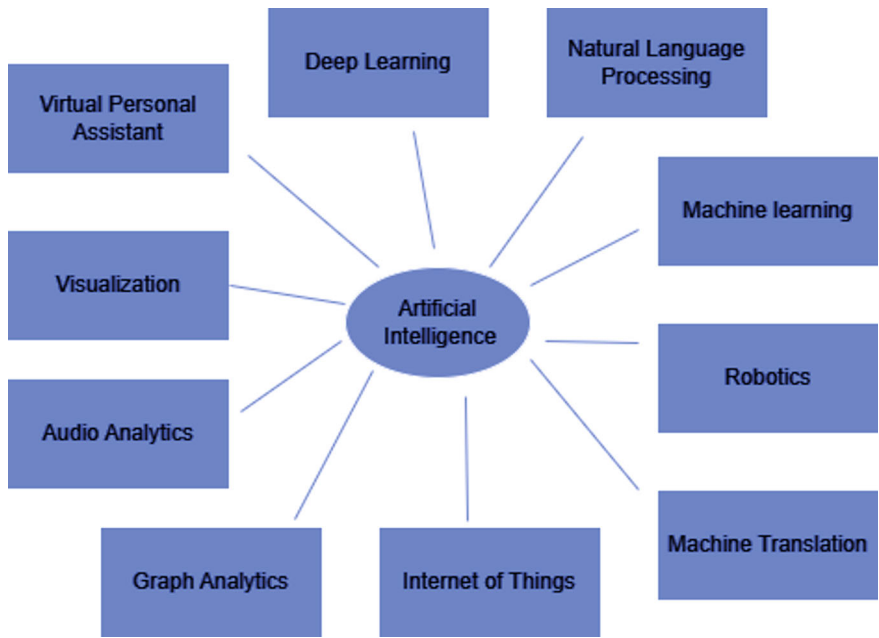 Deep Learning
Natural Language
Processing
Virtual Personal
Assistant
Machine learning
Visualization
Artificial
Intelligence
Robotics
Audio Analytics
Machine Translation
Graph Analytics
Internet of Things